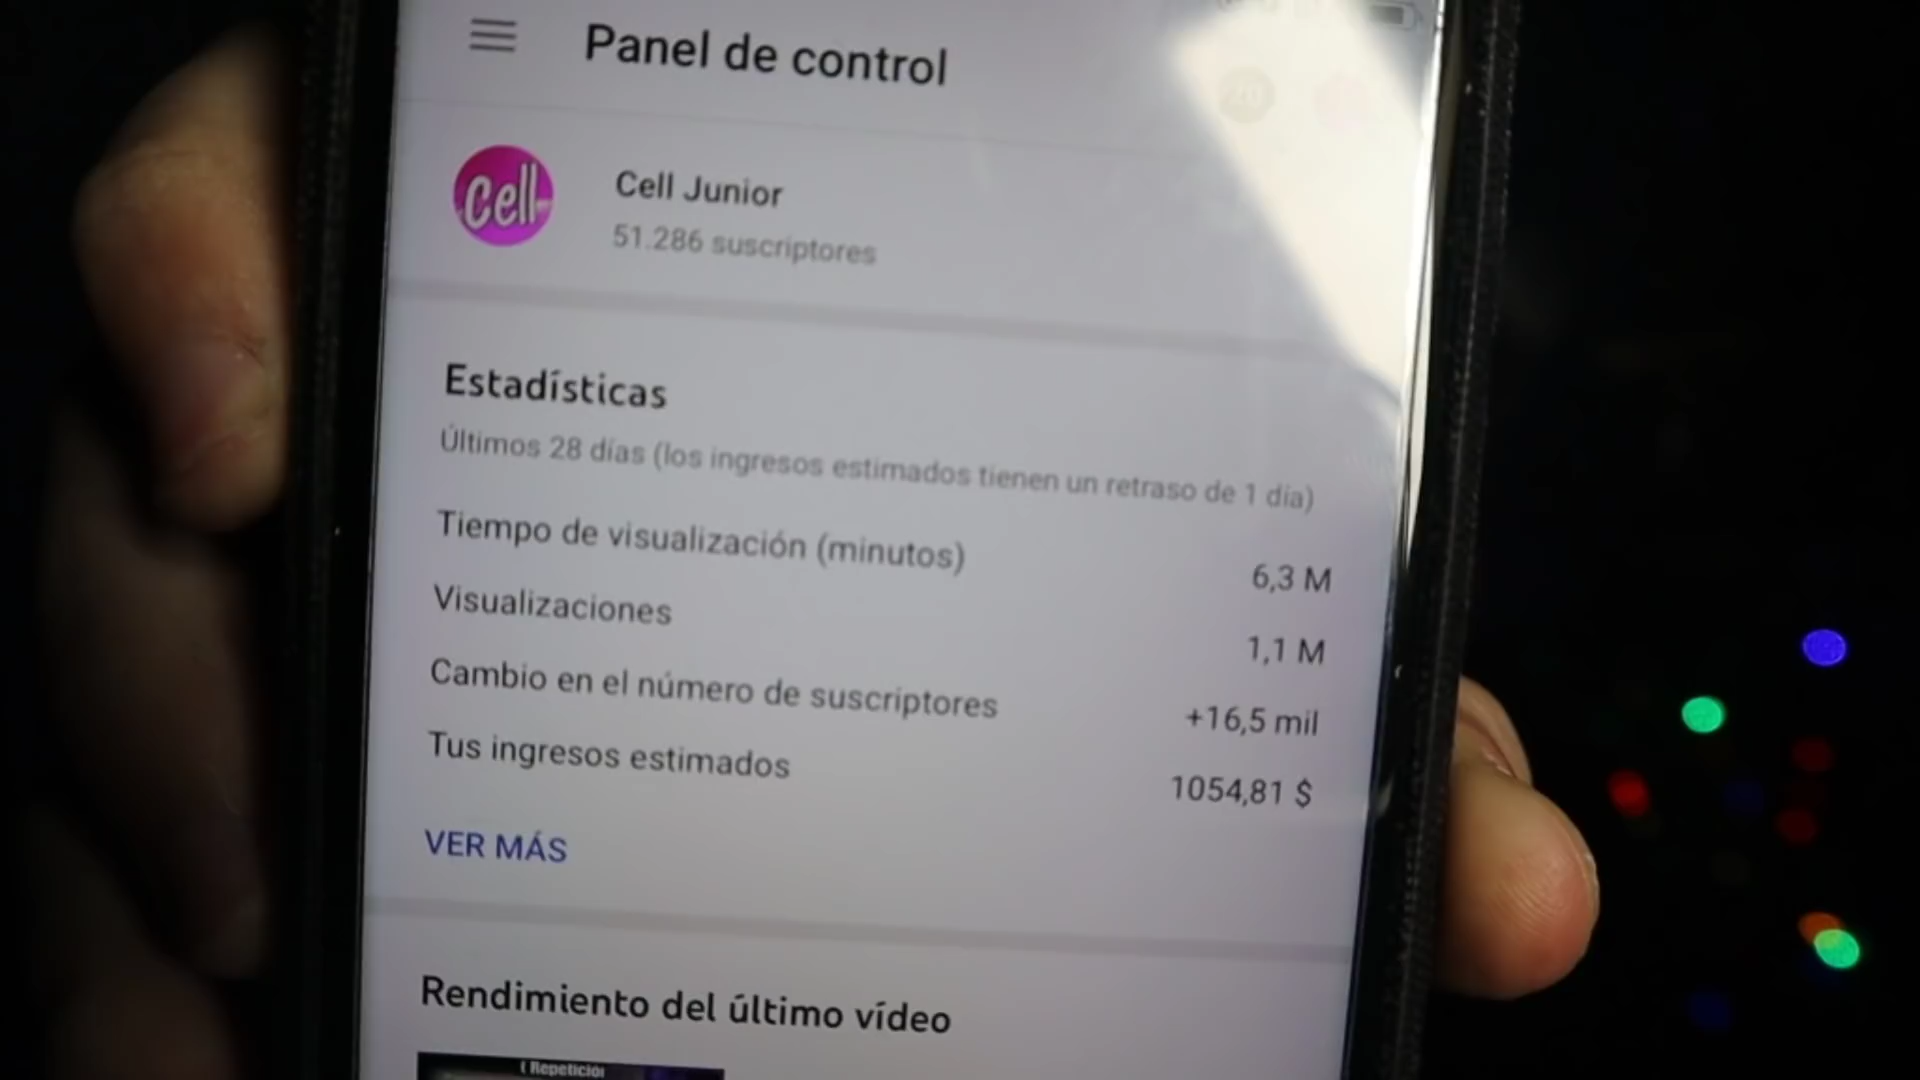 Panel de control
Cell
Cell Junior
51.286 suscriptores
Estadísticas
Últimos 28 días (los ingresos estimados tienen un retraso de 1 día)
Tiempo de visualización (minutos)
6,3 M
Visualizaciones
1,1 M
Cambio en el número de suscriptores
+16,5 mil
Tus ingresos estimados
1054,81 $
VER MÁS
Rendimiento del último vídeo